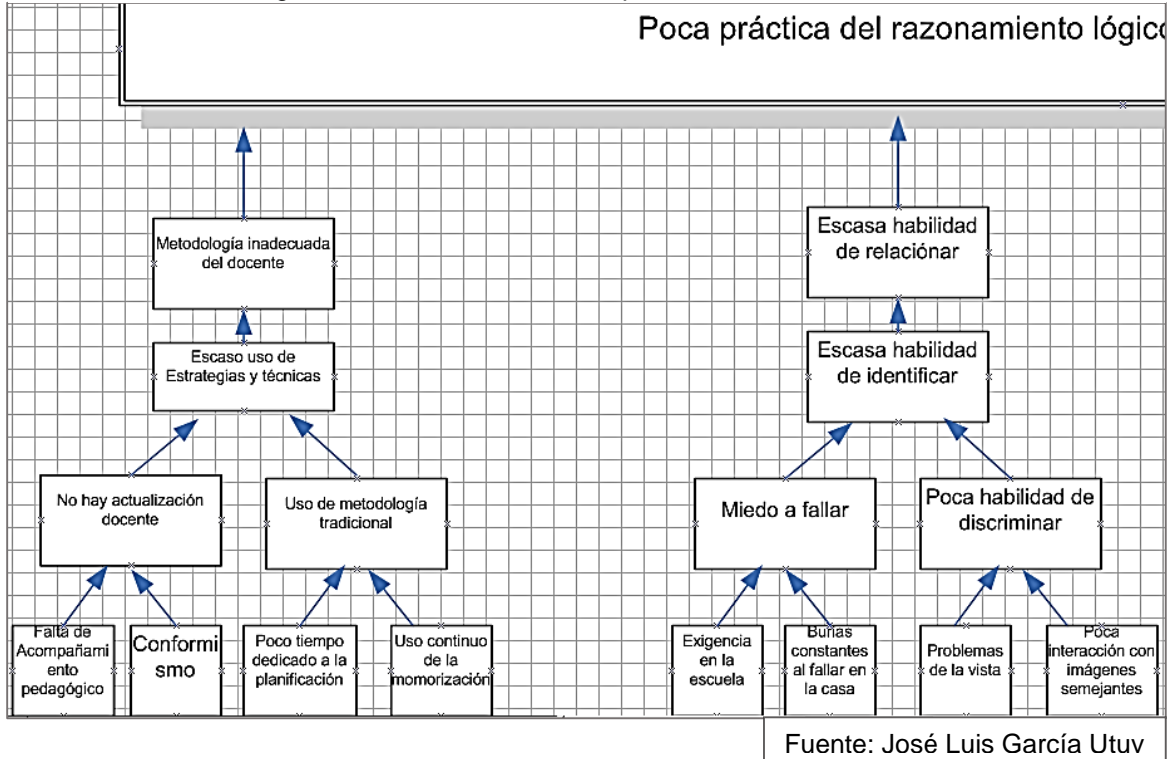 Poca práctica del razonamiento lógico
Metodología inadecuada
del docente
Escasa habilidad
de relaciónar
Escaso uso de
Estrategias y técnicas
Escasa habilidad
de identificar
No hay actualización
docente
Uso de metodología
tradicional
Miedo a fallar
Poca habilidad de
discriminar
Falta de
Acompañami
ento
pedagógico
Conformi
smo
Poco tiempo
dedicado a la
planificación
Uso continuo
de la
momorización
Exigencia
en la
escuela
Burlas
constantes
al fallar en
la casa
Problemas
de la vista
Poca
interacción con
imágenes
semejantes
Fuente: José Luis García Utuy